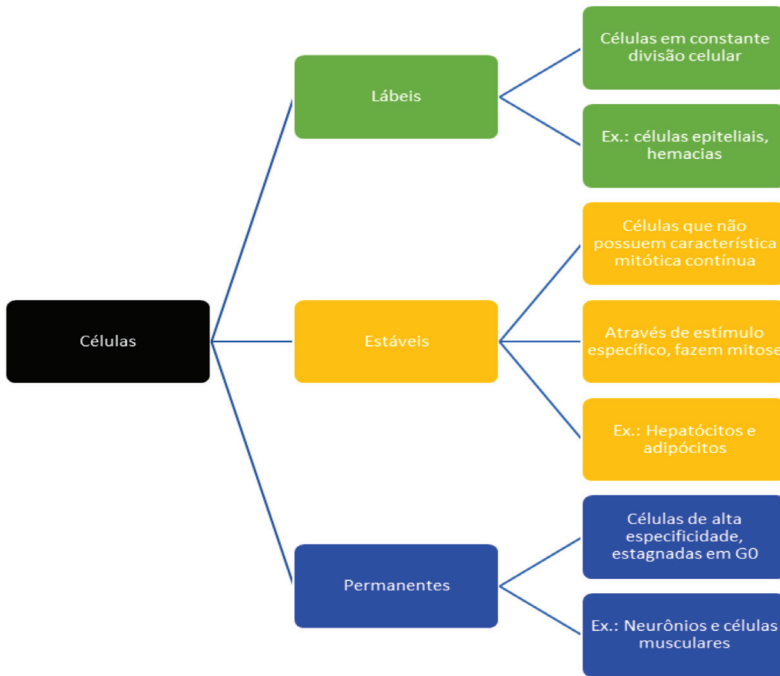 Células em constante
divisão celular
Lábeis
Ex.: células epiteliais,
hemacias
Células que não
possuem característica
mitótica contínua
Células
Estáveis
Através de estímulo
específico, fazem mitose
Ex.: Hepatócitos e
adipócitos
Células de alta
especificidade,
estagnadas em G0
Permanentes
Ex.: Neurônios e células
musculares